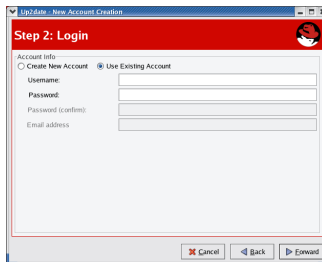 Up2date - New Account Creation
Step 2: Login
Account Info
Create New Account Use Existing Account
Username:
Password:
Password (confirm):
Email address
Cancel Back Forward